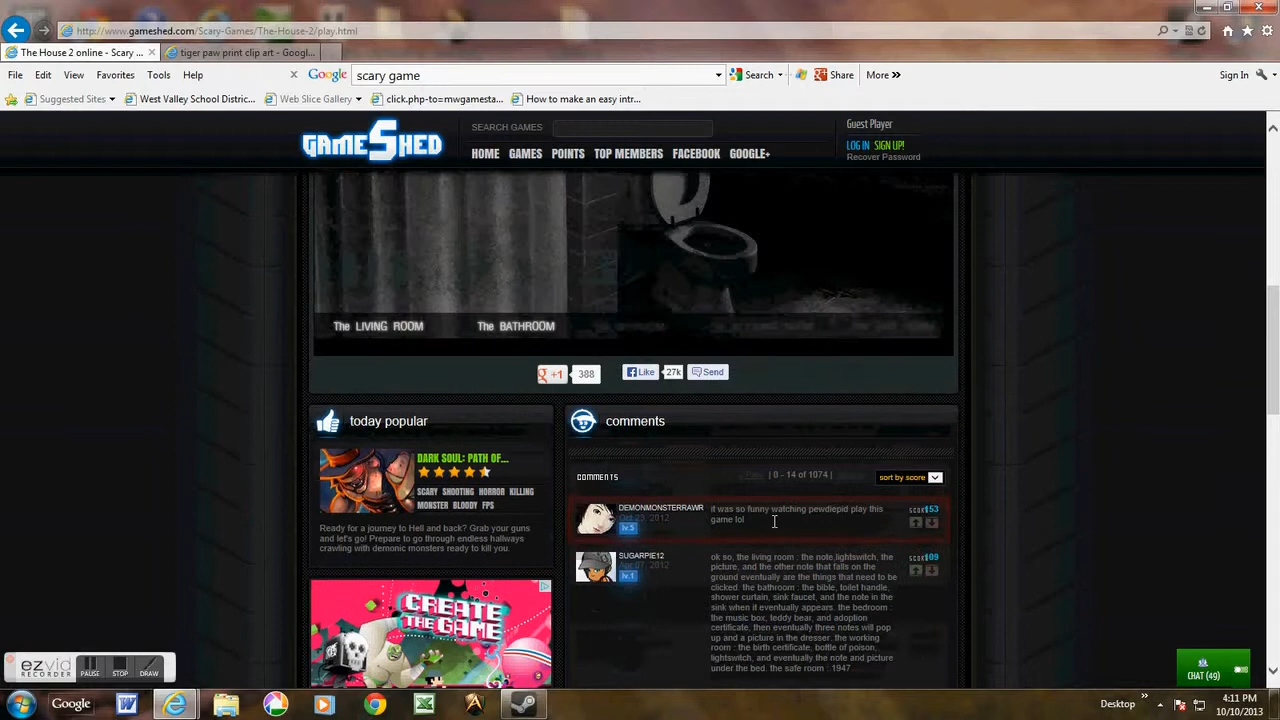 http://www.gameshed.com/Scary-Games/The-House-2/play.html
The House 2 online - Scary ...
tiger paw print clip art - Googl...
File Edit View Favorites Tools Help
Google scary game Search Share More » Sign In
Suggested Sites West Valley School Distric... Web Slice Gallery click.php-to=mwgamesta... How to make an easy intr...
GAMESHED
SEARCH GAMES
Guest Player
LOG IN SIGN UP!
Recover Password
HOME GAMES POINTS TOP MEMBERS FACEBOOK GOOGLE+
The LIVING ROOM The BATHROOM
+1 388 Like 27k Send
today popular
DARK SOUL: PATH OF...
SCARY SHOOTING HORROR KILLING
MONSTER BLOODY FPS
Ready for a journey to Hell and back? Grab your guns
and let's go! Prepare to go through endless hallways
crawling with demonic monsters ready to kill you.
CREATE
THE GAME
comments
COMMENTS | 0 - 14 of 1074 | sort by score
DEMONMONSTERRAWR
2012
lv.5
it was so funny watching pewdiepid play this
game lol
SCORE 153
SUGARPIE12
2012
lv.1
ok so, the living room : the note,lightswitch, the
picture, and the other note that falls on the
ground eventually are the things that need to be
clicked. the bathroom : the bible, toilet handle,
shower curtain, sink faucet, and the note in the
sink when it eventually appears. the bedroom :
the music box, teddy bear, and adoption
certificate, then eventually three notes will pop
up and a picture in the dresser. the working
room : the birth certificate, bottle of poison,
lightswitch, and eventually the note and picture
under the bed. the safe room : 1947.
SCORE 109
ezvid
RECORDER
PAUSE STOP DRAW
CHAT (49)
Google
Desktop
4:11 PM
10/10/2013